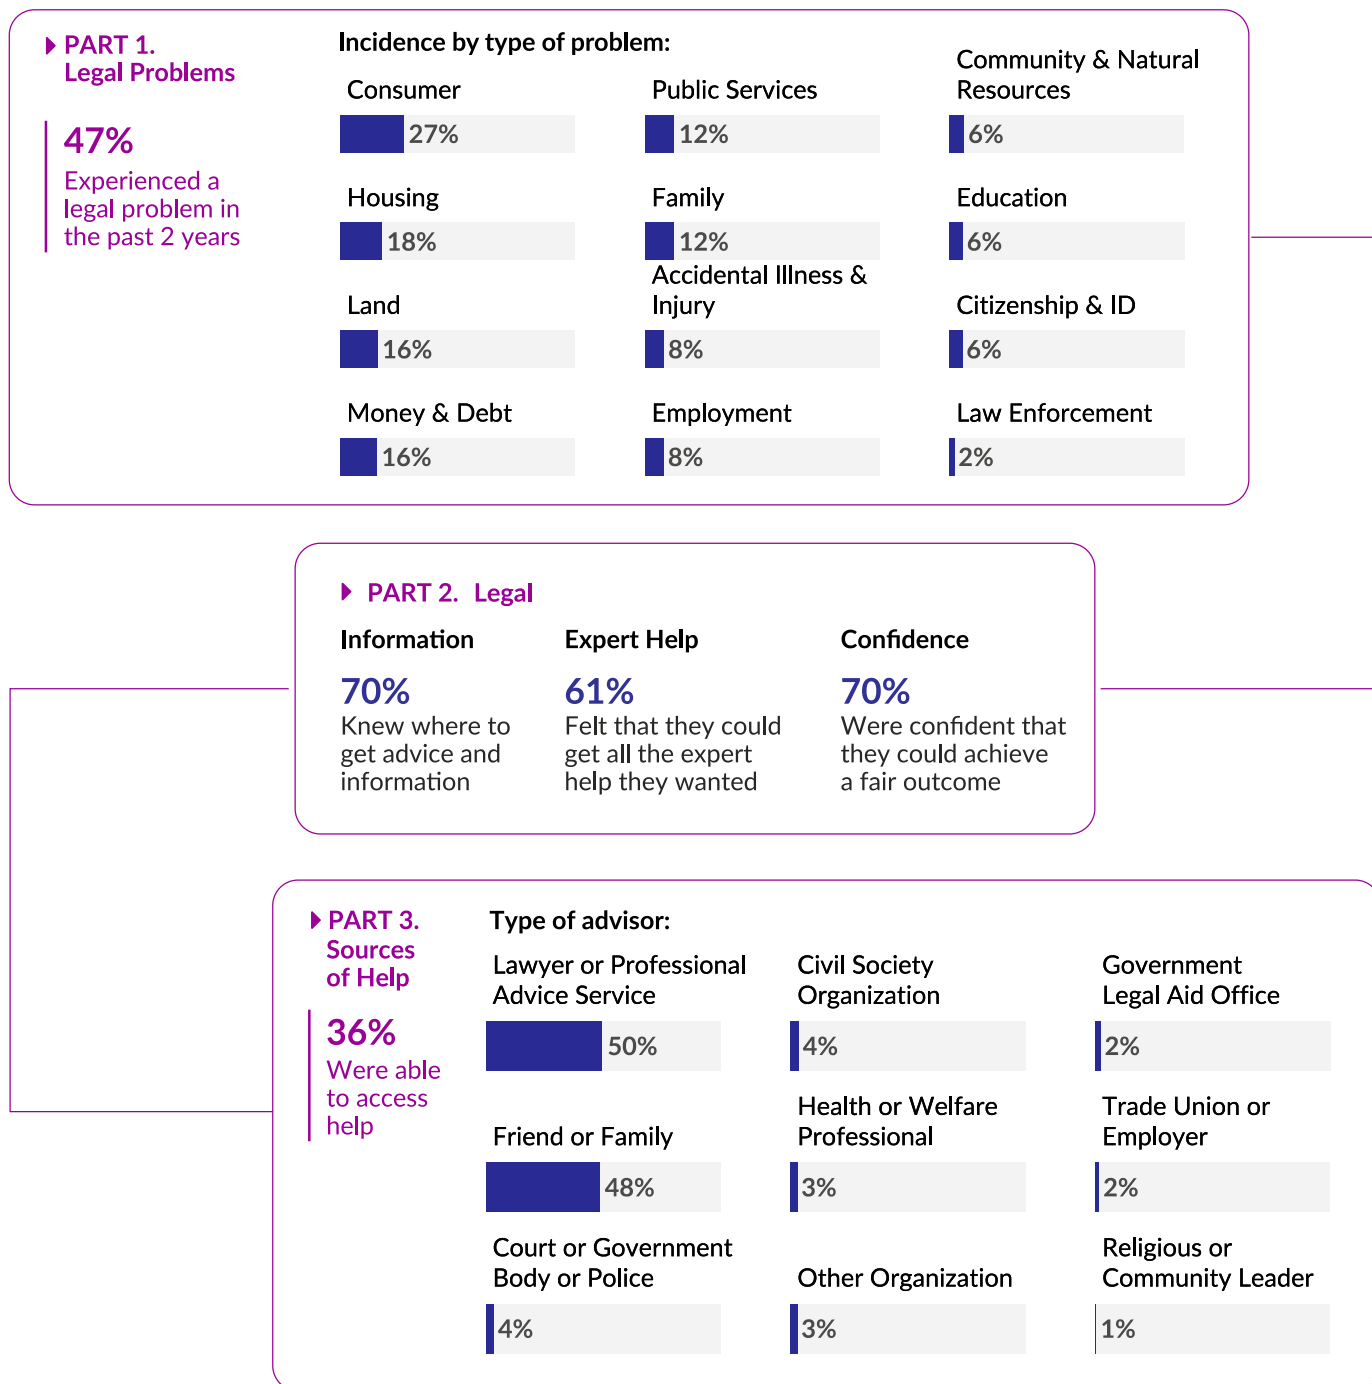 PART 1.
Legal Problems
47%
Experienced a
legal problem in
the past 2 years
Incidence by type of problem:
Consumer
27%
Housing
18%
Land
16%
Money & Debt
16%
Public Services
12%
Family
12%
Accidental Illness &
Injury
8%
Employment
8%
Community & Natural
Resources
6%
Education
6%
Citizenship & ID
6%
Law Enforcement
2%
PART 2. Legal
Information
70%
Knew where to
get advice and
information
Expert Help
61%
Felt that they could
get all the expert
help they wanted
Confidence
70%
Were confident that
they could achieve
a fair outcome
PART 3.
Sources
of Help
36%
Were able
to access
help
Type of advisor:
Lawyer or Professional
Advice Service
50%
Friend or Family
48%
Court or Government
Body or Police
4%
Civil Society
Organization
4%
Health or Welfare
Professional
3%
Other Organization
3%
Government
Legal Aid Office
2%
Trade Union or
Employer
2%
Religious or
Community Leader
1%